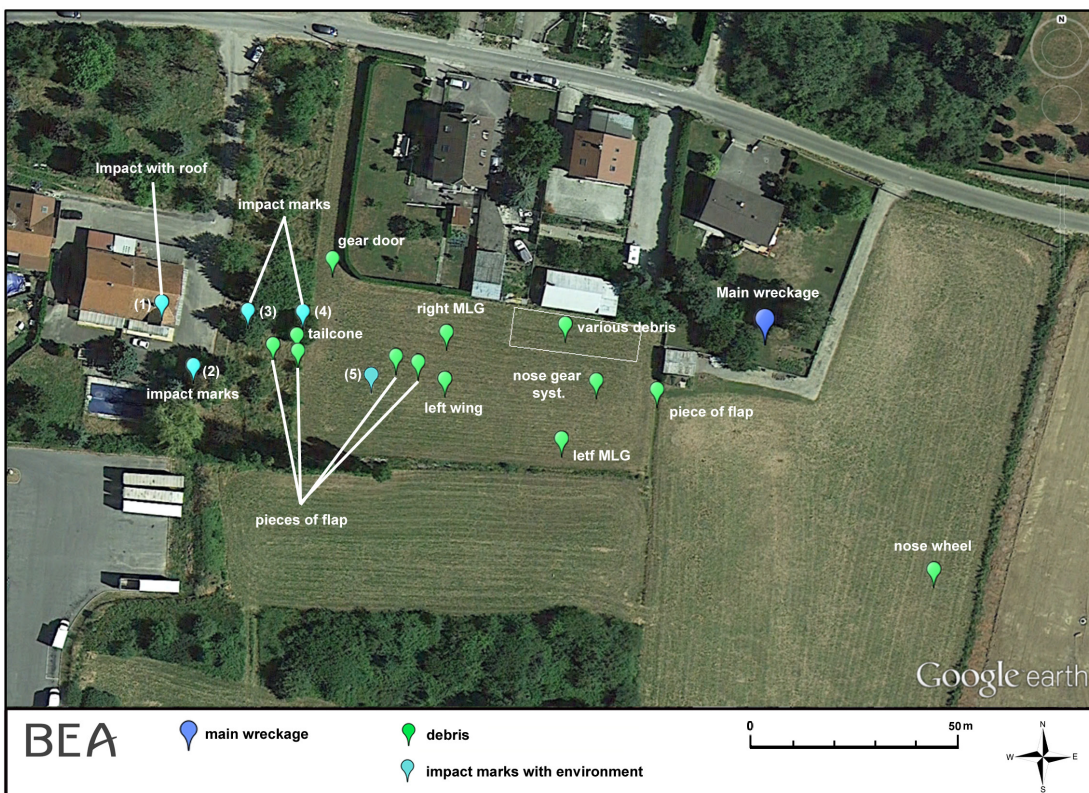 N
Impact with roof
impact marks
gear door
(1)
(3)
(4)
right MLG
Main wreckage
tailcone
various debris
(2)
impact marks
(5)
left wing
nose gear
syst.
piece of flap
letf MLG
pieces of flap
nose wheel
Google earth
BEA
main wreckage
debris
impact marks with environment
0
50 m
N
W
E
S